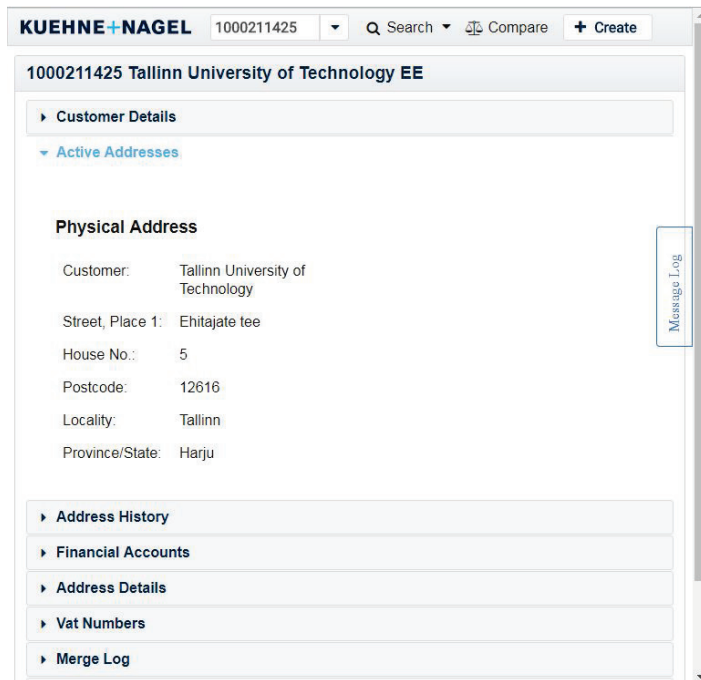 KUEHNE+NAGEL 1000211425 Search Compare + Create
1000211425 Tallinn University of Technology EE
Customer Details
Active Addresses
Physical Address
Customer: Tallinn University of
Technology
Street, Place 1: Ehitajate tee
House No.: 5
Postcode: 12616
Locality: Tallinn
Province/State: Harju
Message Log
Address History
Financial Accounts
Address Details
Vat Numbers
Merge Log